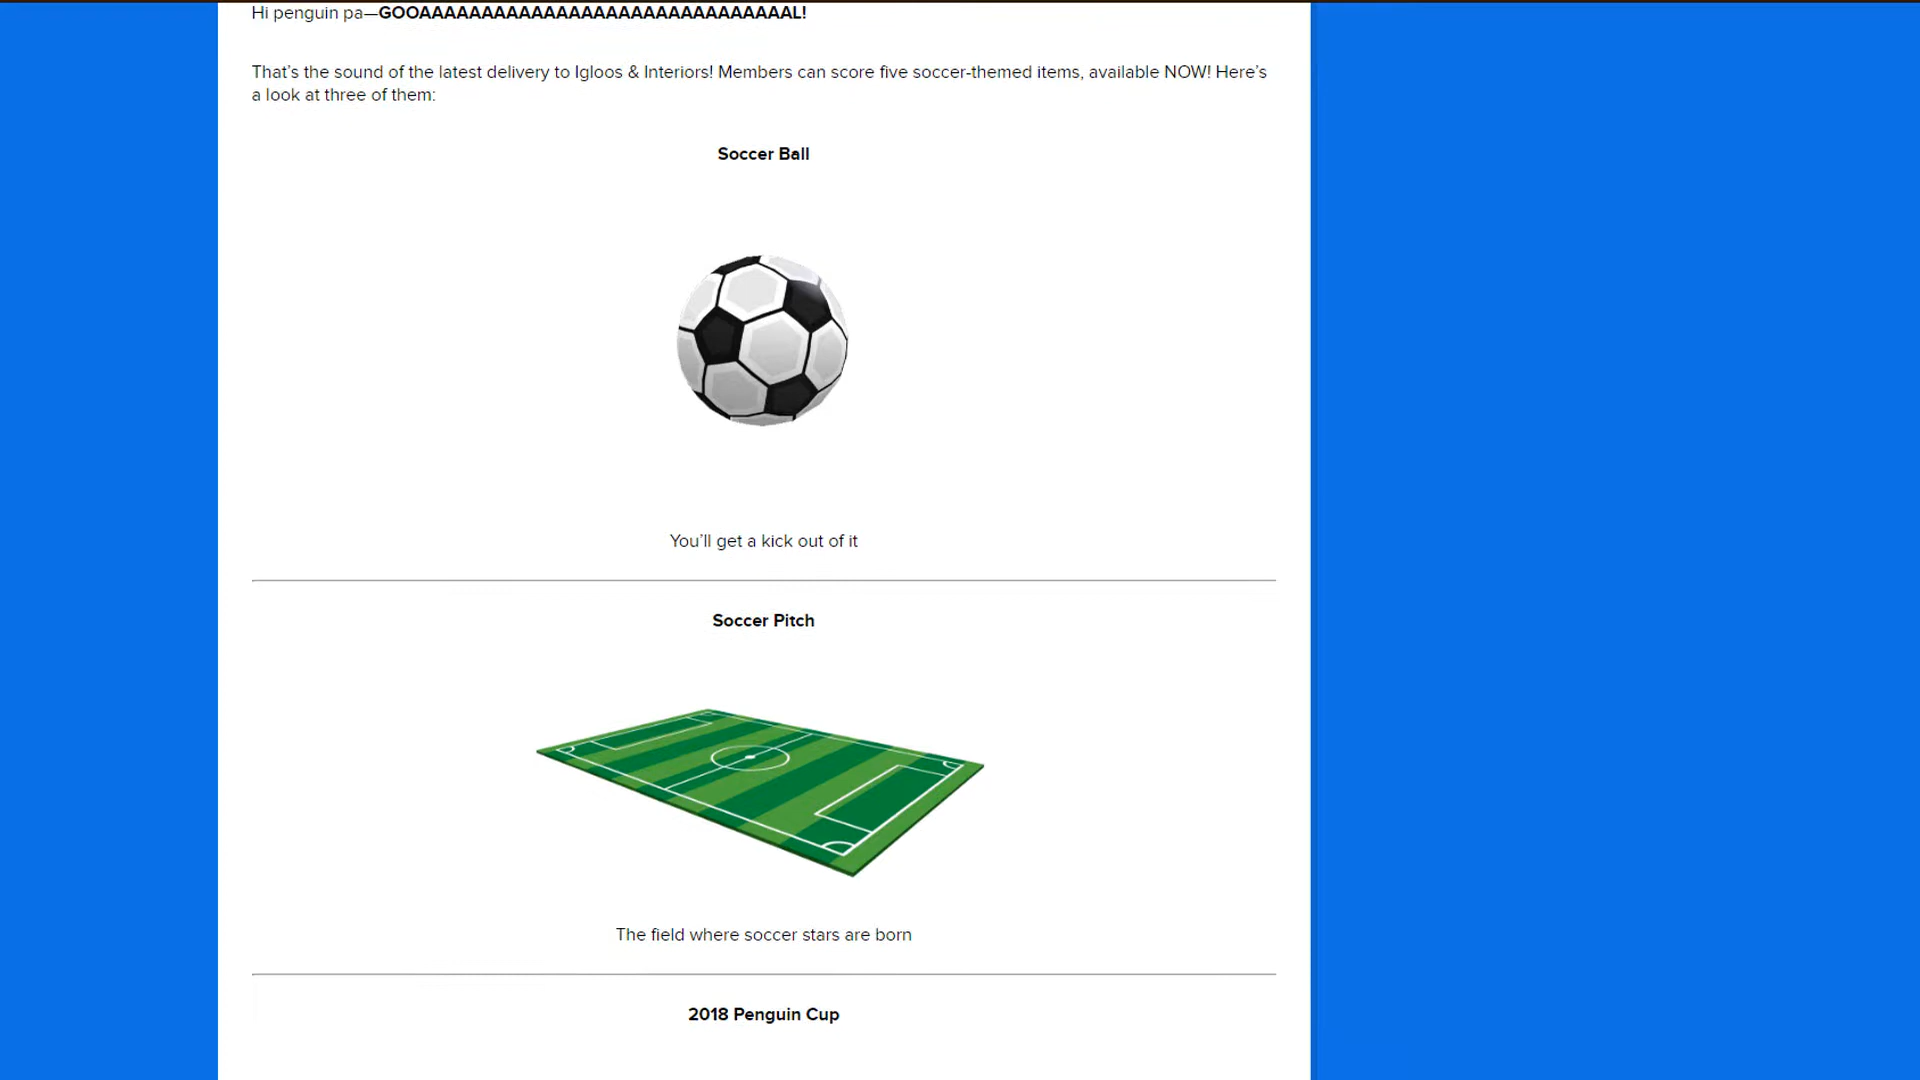 Hi penguin pa—GOOAAAAAAAAAAAAAAAAAAAAAAAAAAAAAL!
That's the sound of the latest delivery to Igloos & Interiors! Members can score five soccer-themed items, available NOW! Here's
a look at three of them:
Soccer Ball
You'll get a kick out of it
Soccer Pitch
The field where soccer stars are born
2018 Penguin Cup